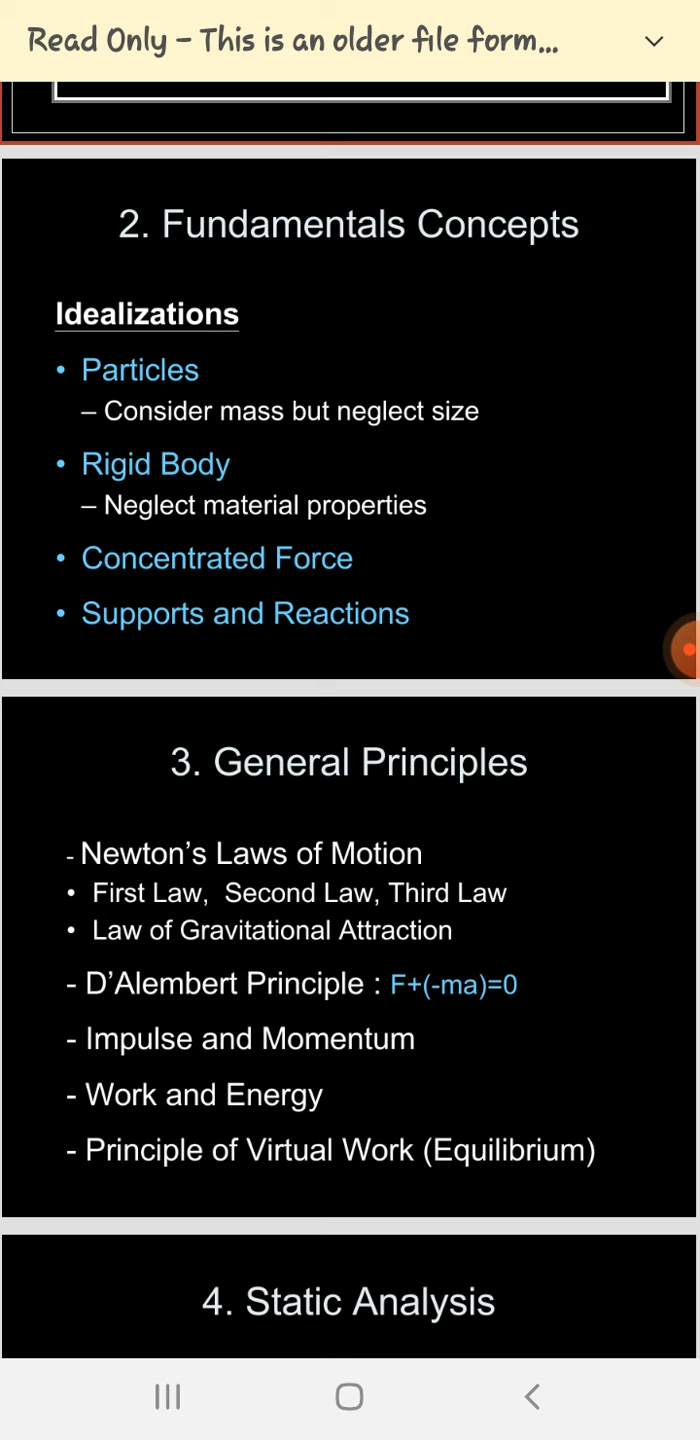 Read Only – This is an older file form...
2. Fundamentals Concepts
Idealizations
• Particles
– Consider mass but neglect size
• Rigid Body
– Neglect material properties
• Concentrated Force
• Supports and Reactions
3. General Principles
- Newton’s Laws of Motion
• First Law, Second Law, Third Law
• Law of Gravitational Attraction
- D’Alembert Principle : F+(-ma)=0
- Impulse and Momentum
- Work and Energy
- Principle of Virtual Work (Equilibrium)
4. Static Analysis